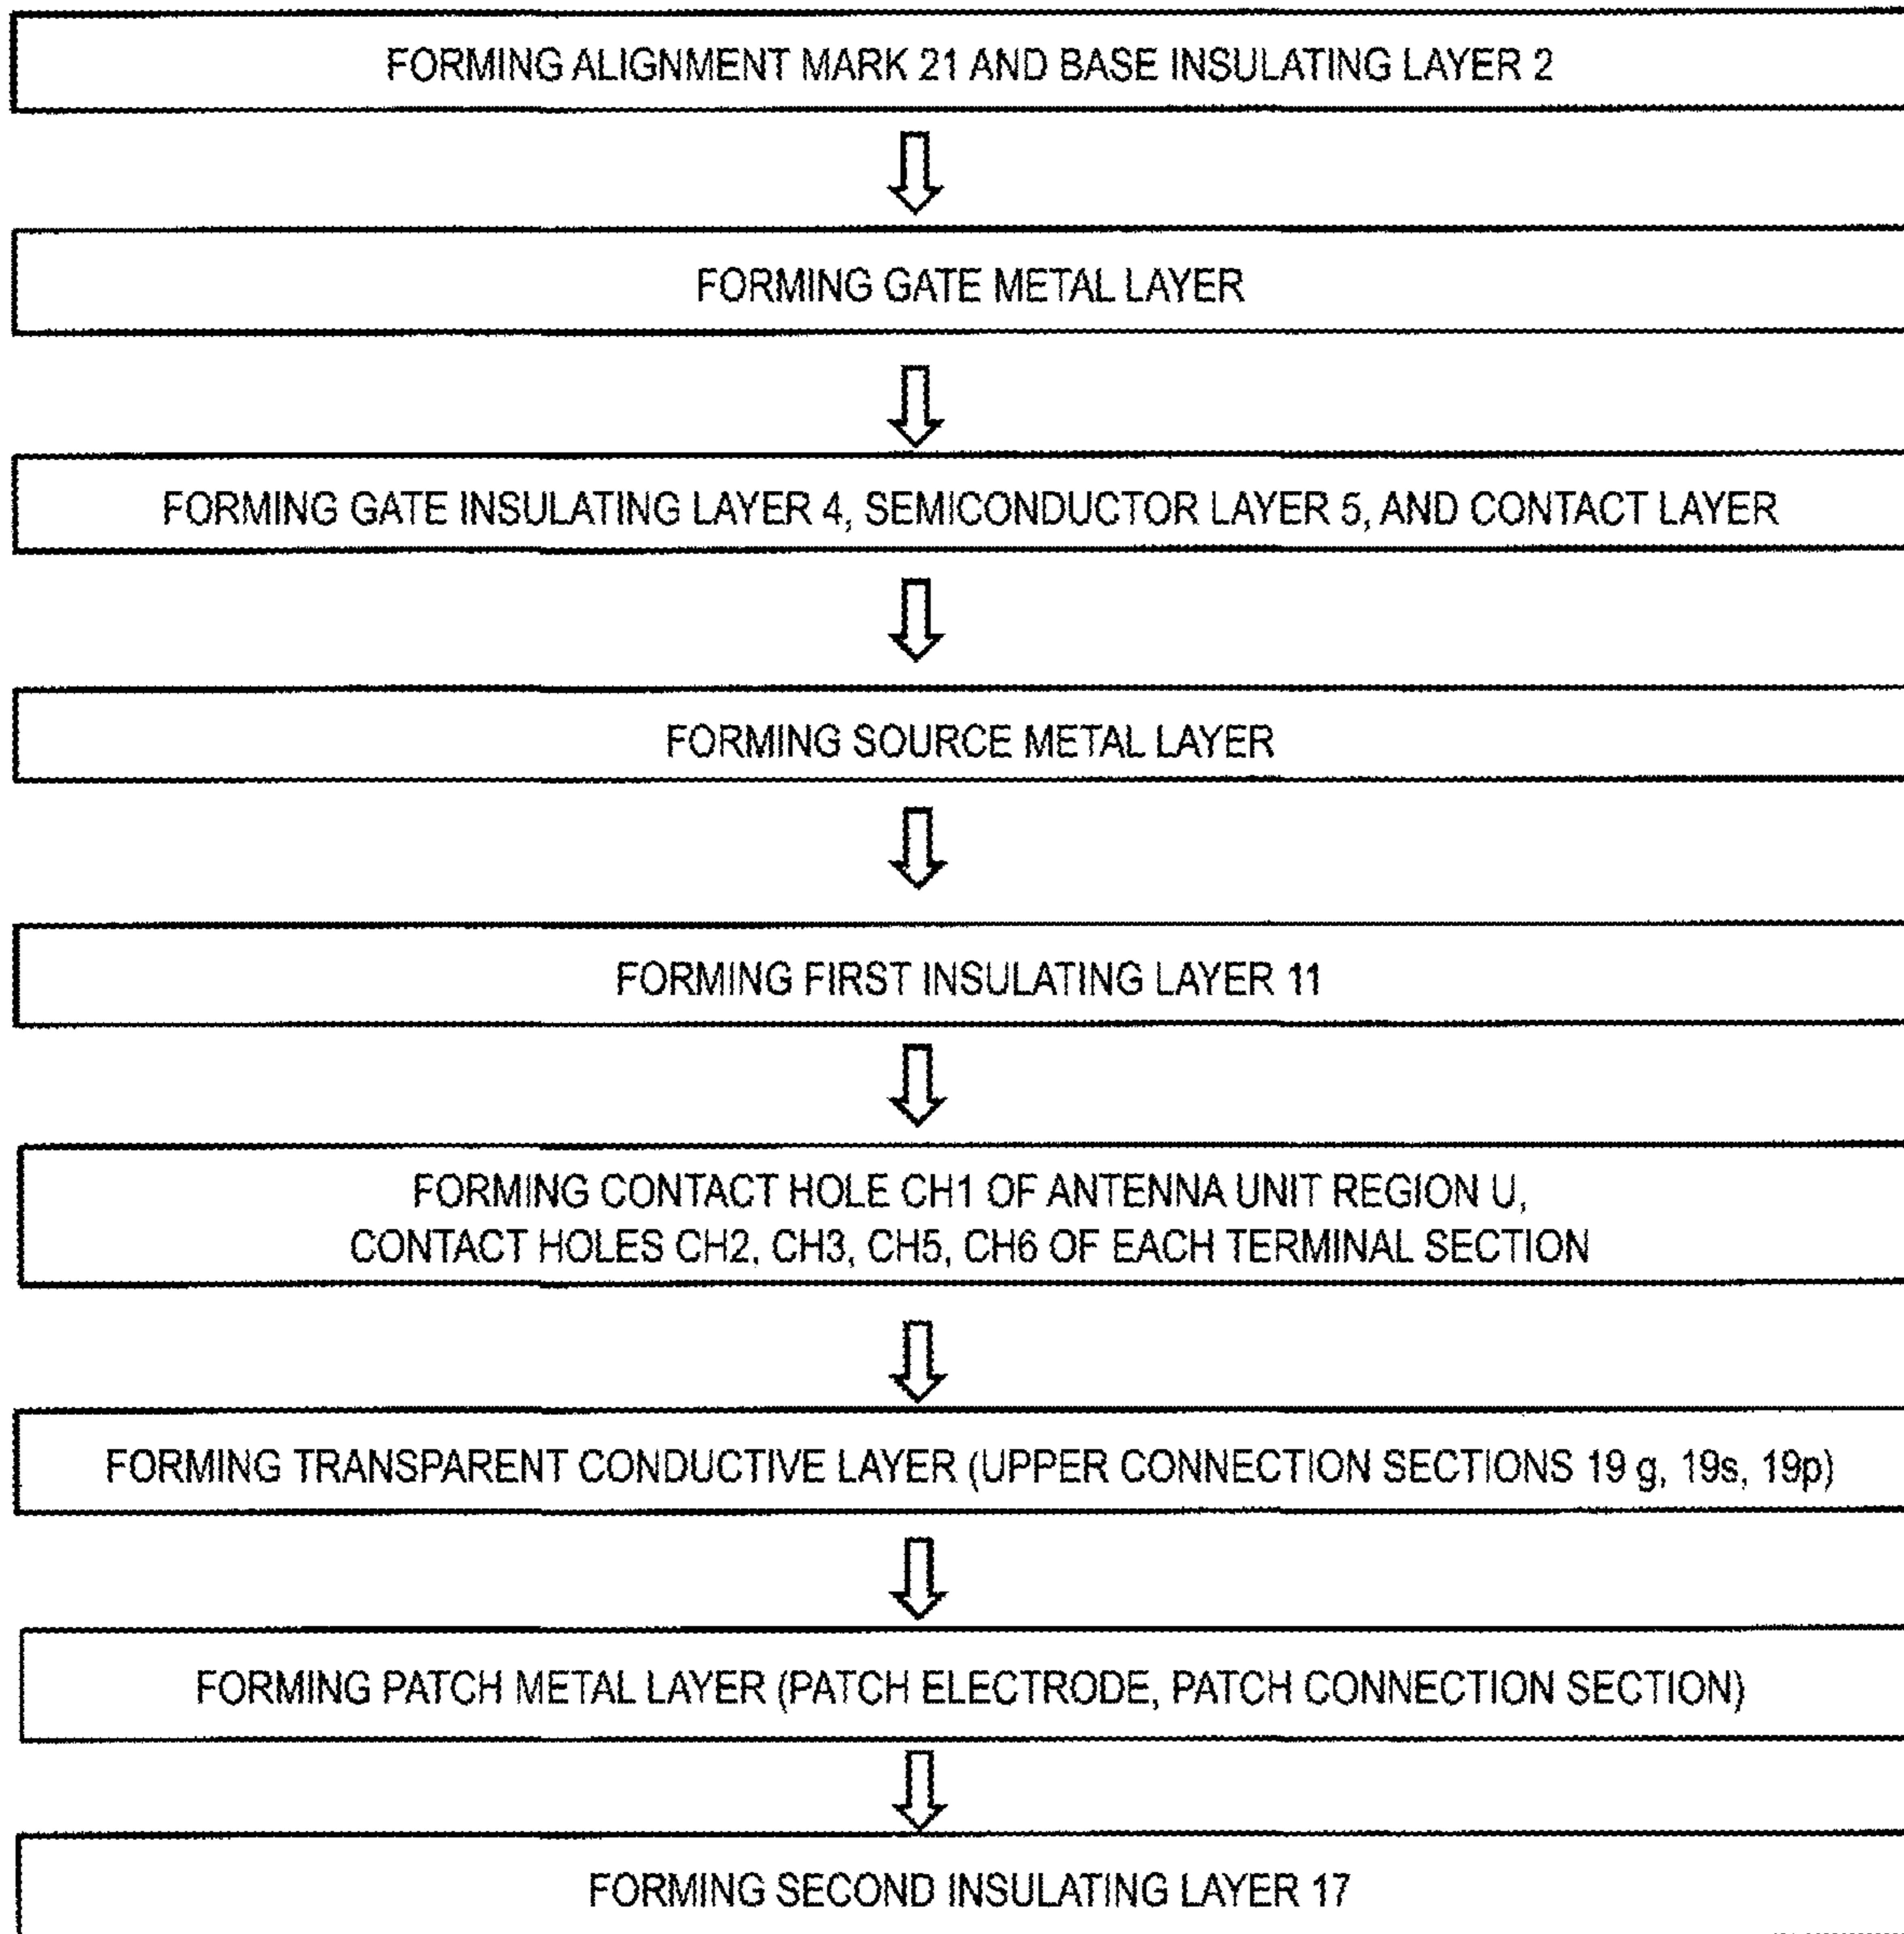 FORMING ALIGNMENT MARK 21 AND BASE INSULATING LAYER 2
FORMING GATE METAL LAYER
FORMING GATE INSULATING LAYER 4, SEMICONDUCTOR LAYER 5, AND CONTACT LAYER
FORMING SOURCE METAL LAYER
FORMING FIRST INSULATING LAYER 11
FORMING CONTACT HOLE CH1 OF ANTENNA UNIT REGION U,
CONTACT HOLES CH2, CH3, CH5, CH6 OF EACH TERMINAL SECTION
FORMING TRANSPARENT CONDUCTIVE LAYER (UPPER CONNECTION SECTIONS 19 g, 19s, 19p)
FORMING PATCH METAL LAYER (PATCH ELECTRODE, PATCH CONNECTION SECTION)
FORMING SECOND INSULATING LAYER 17